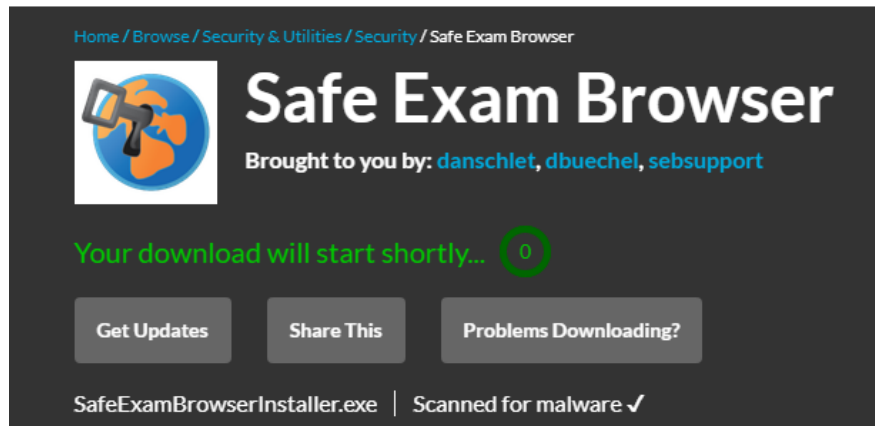 Home / Browse / Security & Utilities / Security / Safe Exam Browser
Safe Exam Browser
Brought to you by: danschlet, dbuechel, sebsupport
Your download will start shortly... 0
Get Updates Share This Problems Downloading?
SafeExamBrowserInstaller.exe | Scanned for malware ✓